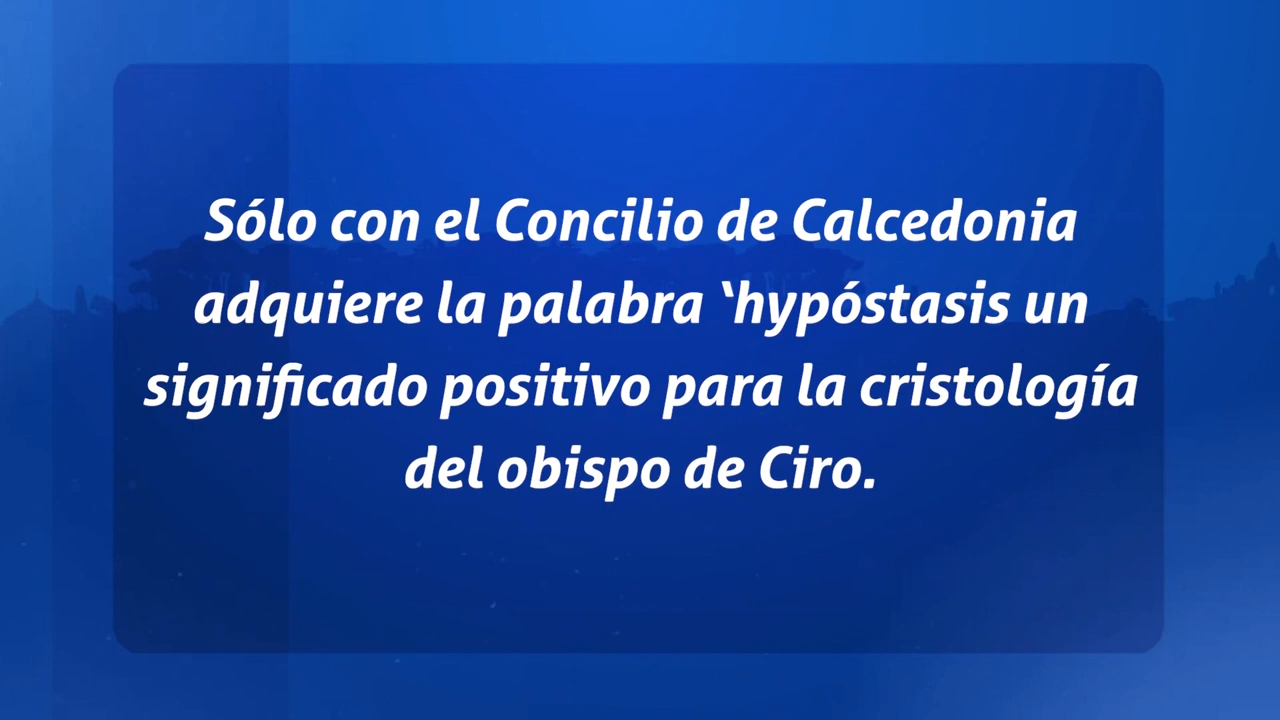 Sólo con el Concilio de Calcedonia
adquiere la palabra ‛hypóstasis un
significado positivo para la cristología
del obispo de Ciro.